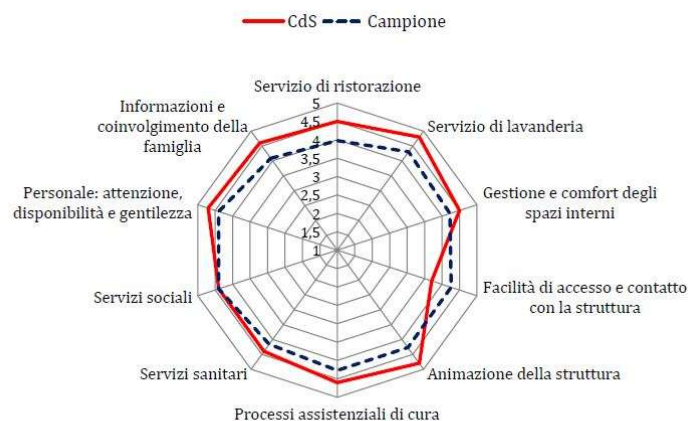 CdS Campione
Servizio di ristorazione
Informazioni e
coinvolgimento della
famiglia
Servizio di lavanderia
Personale: attenzione,
disponibilità e gentilezza
Gestione e comfort degli
spazi interni
Servizi sociali
Facilità di accesso e contatto
con la struttura
Servizi sanitari
Animazione della struttura
Processi assistenziali di cura
5
4,5
4
3,5
3
2,5
2
1,5
1